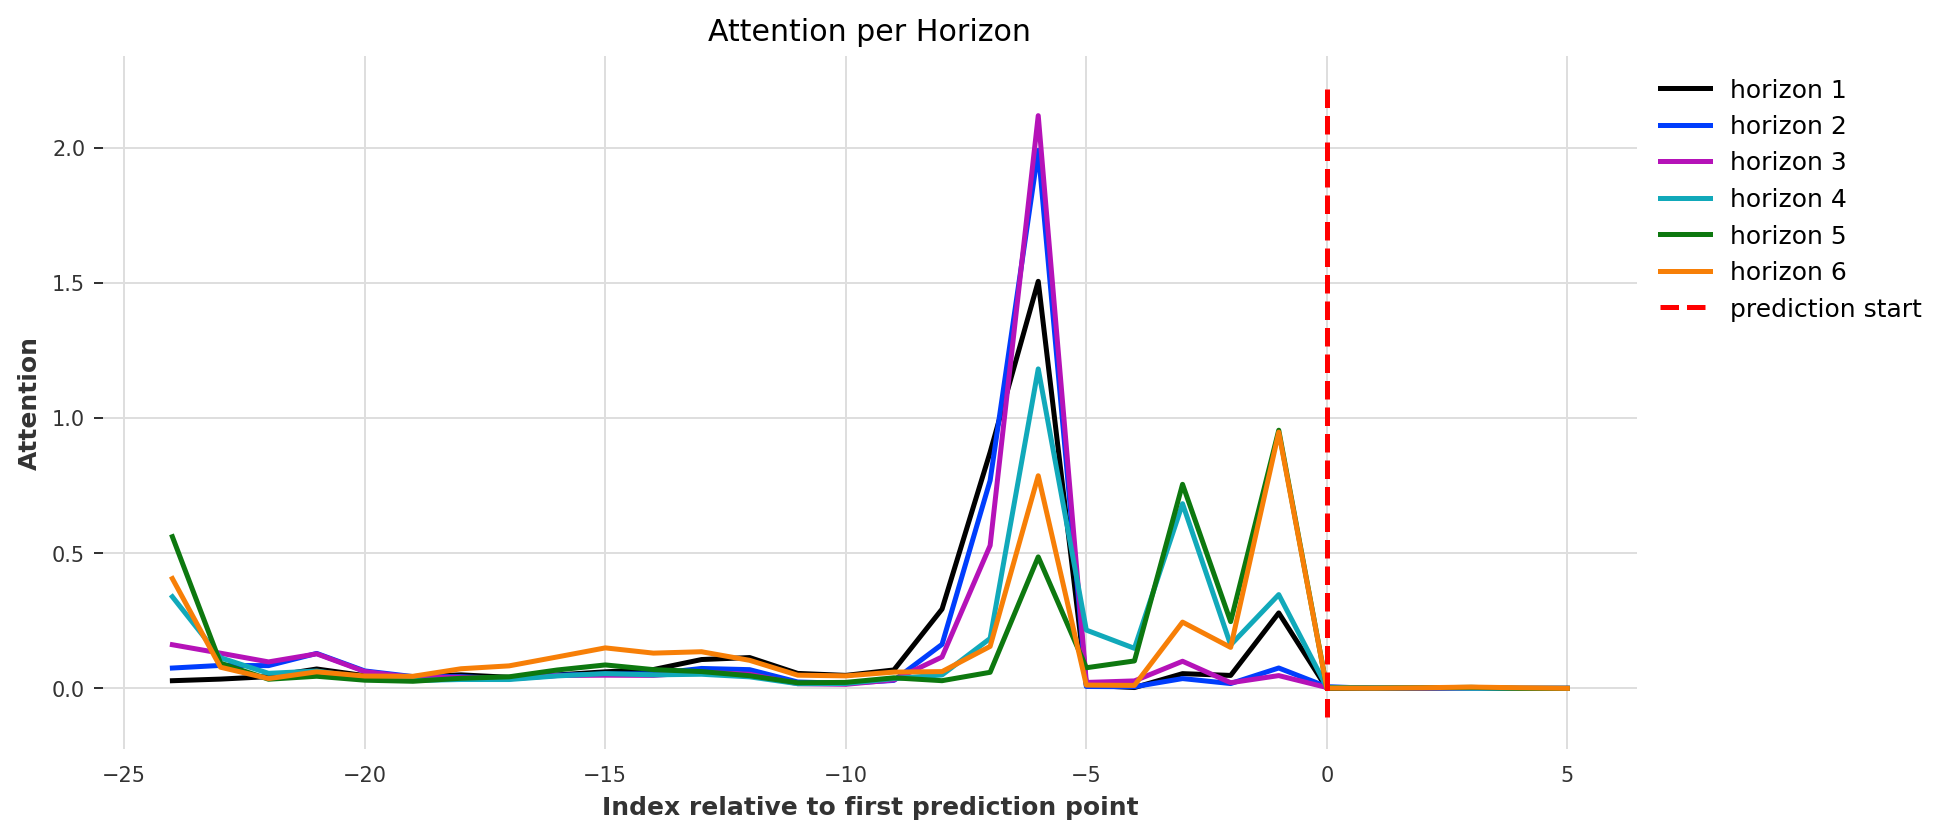 Attention per Horizon
horizon 1
horizon 2
horizon 3
horizon 4
horizon 5
horizon 6
prediction start
Attention
2.0
1.5
1.0
0.5
0.0
−25
−20
−15
−10
−5
0
5
Index relative to first prediction point